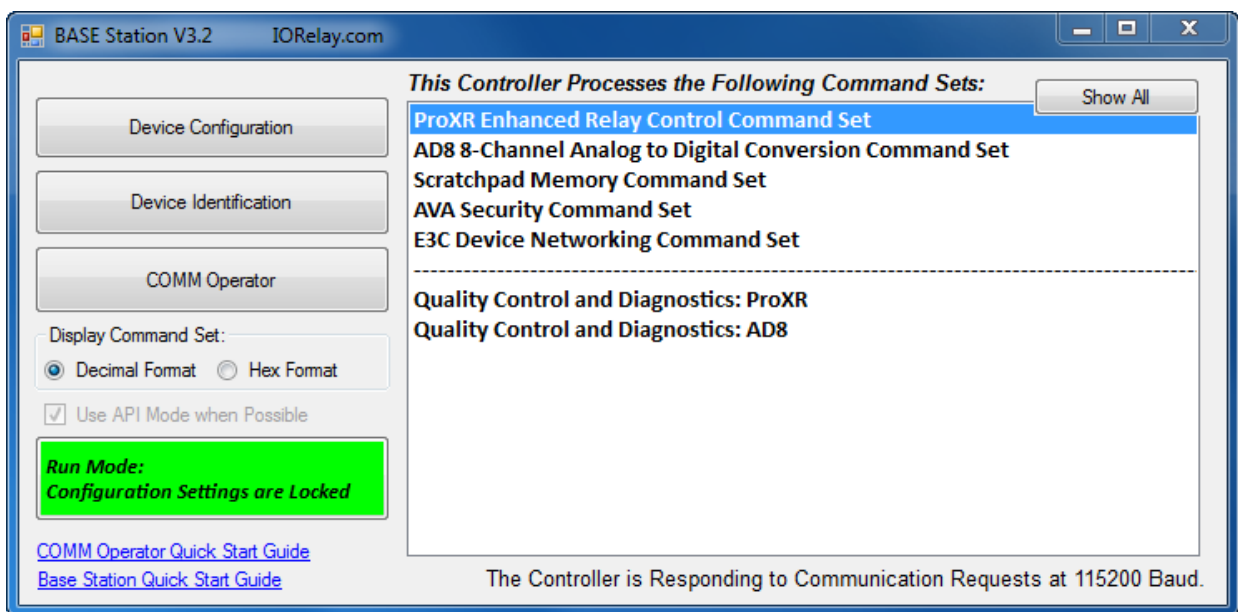 BASE Station V3.2 IORelay.com
Device Configuration
Device Identification
COMM Operator
Display Command Set:
Decimal Format Hex Format
Use API Mode when Possible
Run Mode:
Configuration Settings are Locked
COMM Operator Quick Start Guide
Base Station Quick Start Guide
This Controller Processes the Following Command Sets:
Show All
ProXR Enhanced Relay Control Command Set
AD8 8-Channel Analog to Digital Conversion Command Set
Scratchpad Memory Command Set
AVA Security Command Set
E3C Device Networking Command Set
Quality Control and Diagnostics: ProXR
Quality Control and Diagnostics: AD8
The Controller is Responding to Communication Requests at 115200 Baud.